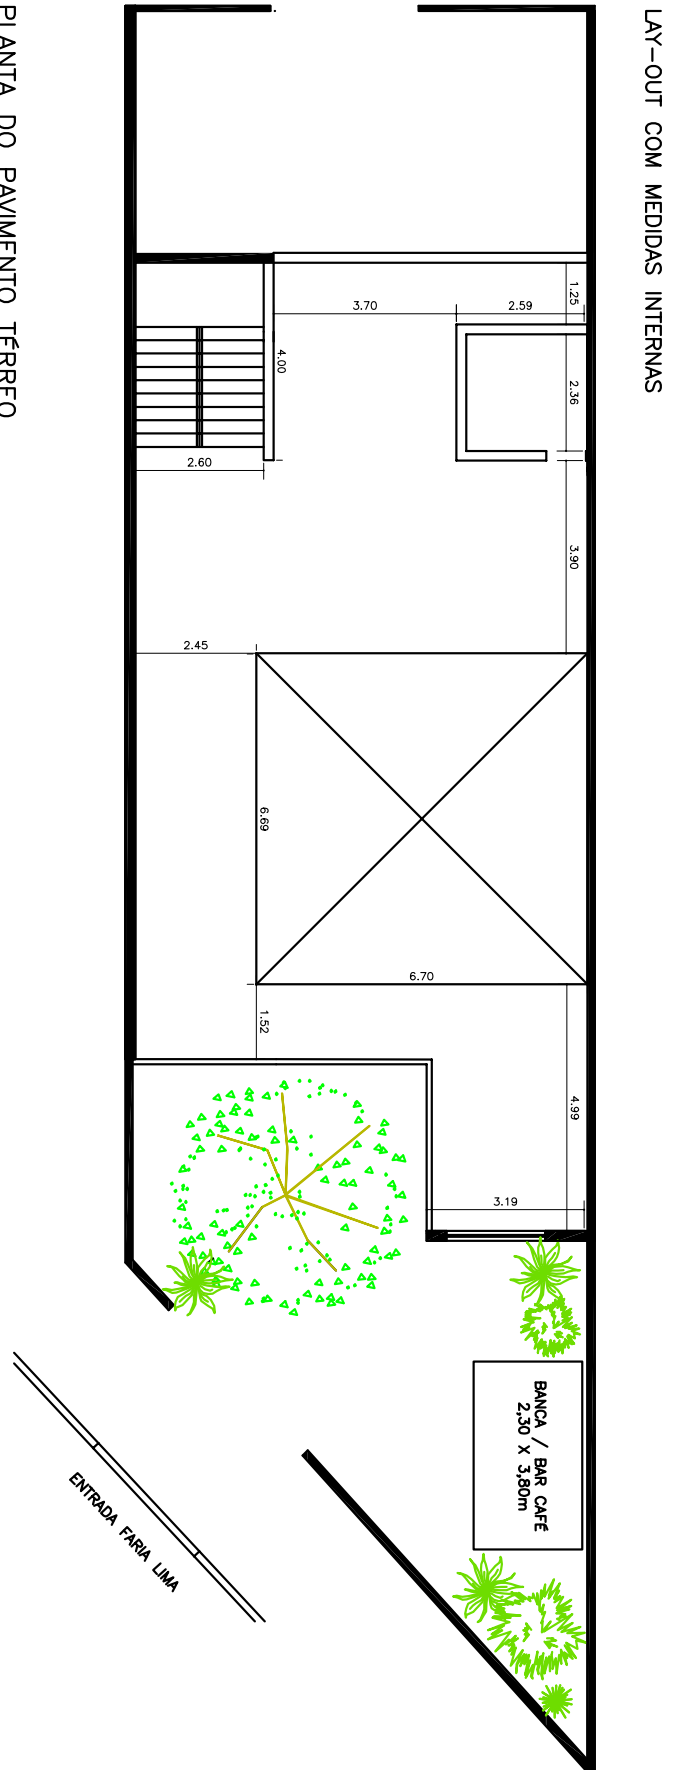 LAY-OUT COM MEDIDAS INTERNAS
1.25
3.70
2.59
4.00
2.36
2.60
3.90
2.45
6.69
6.70
1.52
4.99
3.19
BANCA / BAR CAFÉ
2,30 X 3,80m
ENTRADA FARIA LIMA
PLANTA DO PAVIMENTO TÉRREO